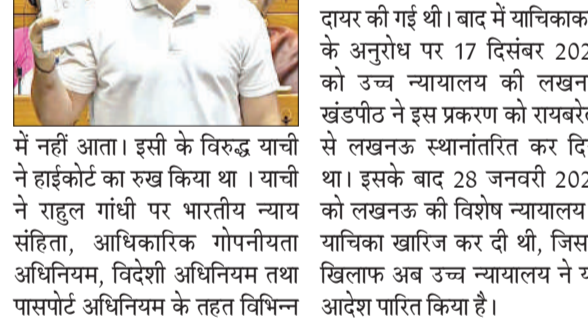 में नहीं आता। इसी के विरुद्ध याची
ने हाईकोर्ट का रुख किया था । याची
ने राहुल गांधी पर भारतीय न्याय
संहिता, आधिकारिक गोपनीयता
अधिनियम, विदेशी अधिनियम तथा
पासपोर्ट अधिनियम के तहत विभिन्न
दायर की गई थी। बाद में
के अनुरोध पर 17 दिसंबर
को उच्च न्यायालय की
खंडपीठ ने इस प्रकरण को
से लखनऊ स्थानांतरित कर
था। इसके बाद 28 जनवरी
को लखनऊ की विशेष न्यायालय
याचिका खारिज कर दी थी,
खिलाफ अब उच्च न्यायालय ने
आदेश पारित किया है।